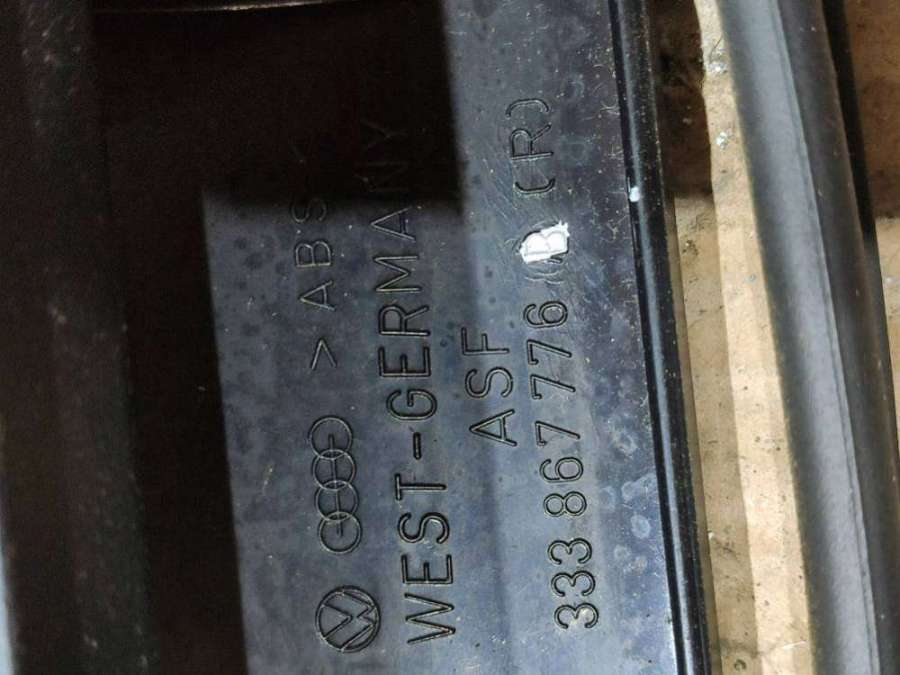 > ABS
WEST-GERMANY
ASF
333 867 776 B (R)